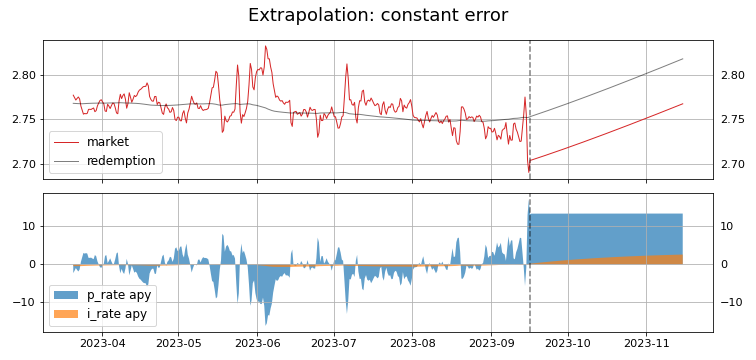 Extrapolation: constant error
2.80 2.80
2.75 2.75
2.70 2.70
market
redemption
10 10
0 0
−10 −10
p_rate apy
i_rate apy
2023-04 2023-05 2023-06 2023-07 2023-08 2023-09 2023-10 2023-11